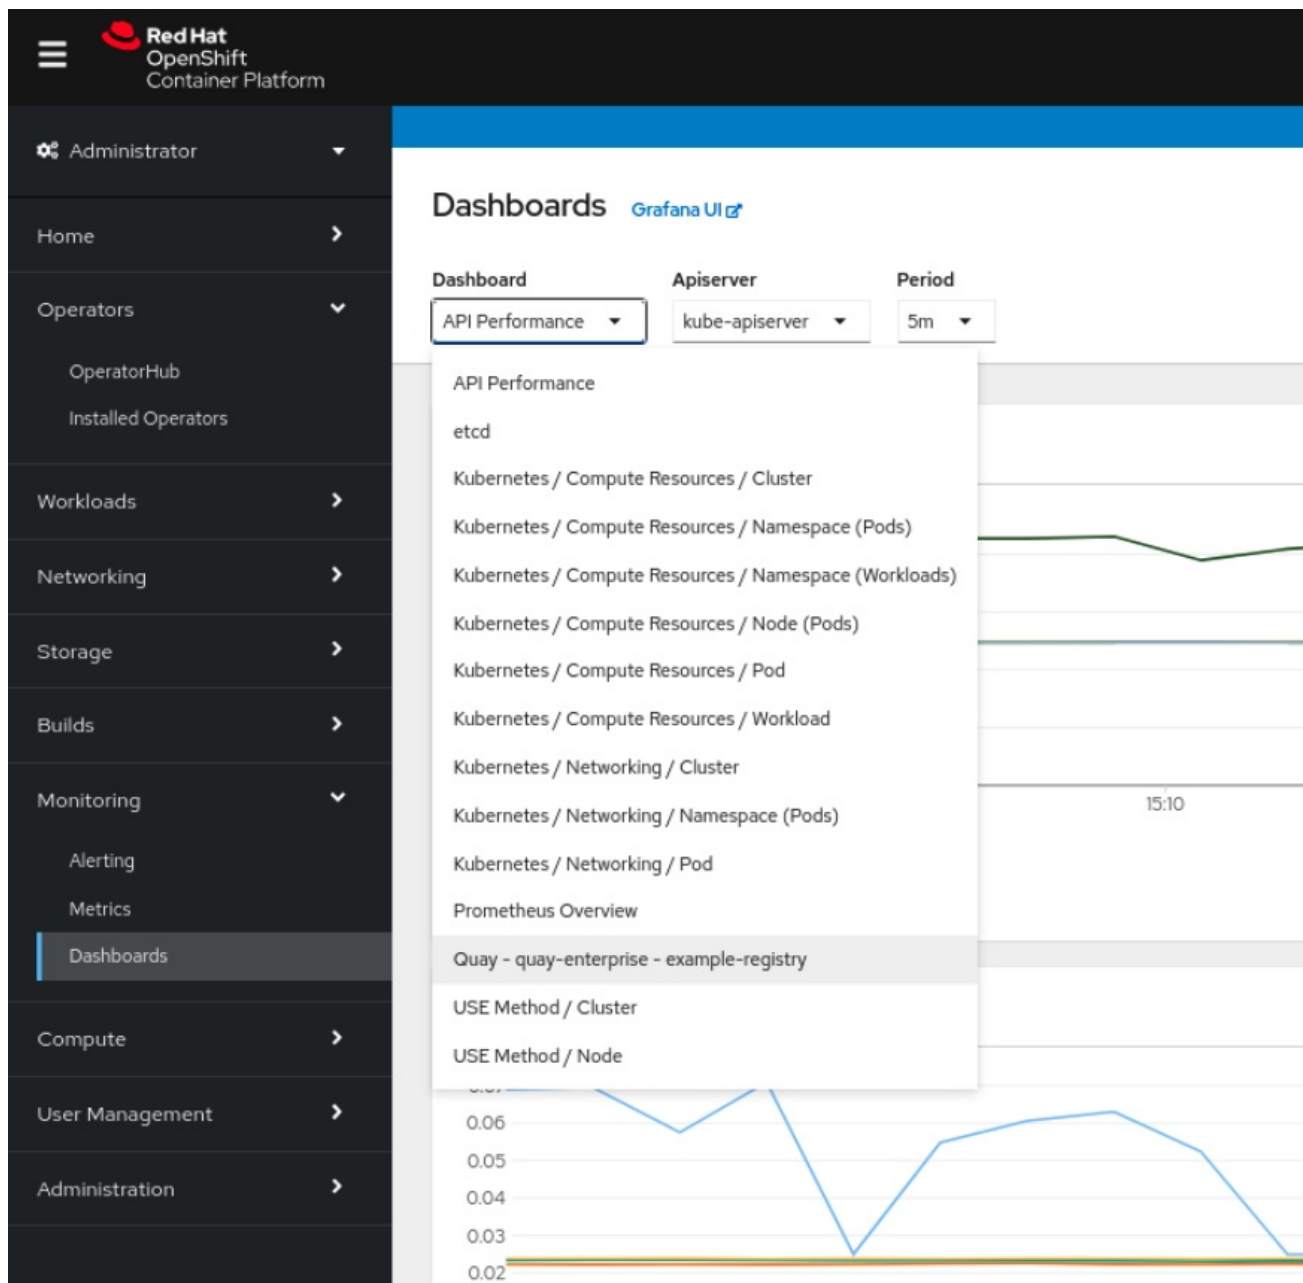 Red Hat
OpenShift
Container Platform
Administrator
Home
Operators
OperatorHub
Installed Operators
Workloads
Networking
Storage
Builds
Monitoring
Alerting
Metrics
Dashboards
Compute
User Management
Administration
Dashboards Grafana UI
Dashboard Apiserver Period
API Performance kube-apiserver 5m
API Performance
etcd
Kubernetes / Compute Resources / Cluster
Kubernetes / Compute Resources / Namespace (Pods)
Kubernetes / Compute Resources / Namespace (Workloads)
Kubernetes / Compute Resources / Node (Pods)
Kubernetes / Compute Resources / Pod
Kubernetes / Compute Resources / Workload
Kubernetes / Networking / Cluster
Kubernetes / Networking / Namespace (Pods)
Kubernetes / Networking / Pod
Prometheus Overview
Quay - quay-enterprise - example-registry
USE Method / Cluster
USE Method / Node
15:10
0.06
0.05
0.04
0.03
0.02